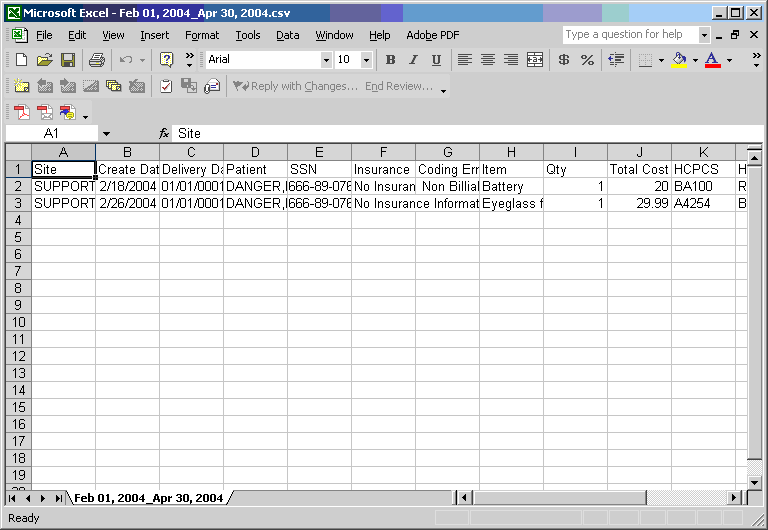 Microsoft Excel - Feb 01, 2004_Apr 30, 2004.csv
File Edit View Insert Format Tools Data Window Help Adobe PDF Type a question for help
Arial 10 B I U $ %
Reply with Changes... End Review...
A1 fx Site
A B C D E F G H I J K
1 Site Create Dat Delivery Da Patient SSN Insurance Coding Err Item Qty Total Cost HCPCS H
2 SUPPORT 2/18/2004 01/01/0001 DANGER, 666-89-076 No Insuran Non Billial Battery 1 20 BA100 R
3 SUPPORT 2/26/2004 01/01/0001 DANGER, 666-89-076 No Insurance Informat Eyeglass f 1 29.99 A4254 B
4
5
6
7
8
9
10
11
12
13
14
15
16
17
18
19
Feb 01, 2004_Apr 30, 2004
Ready